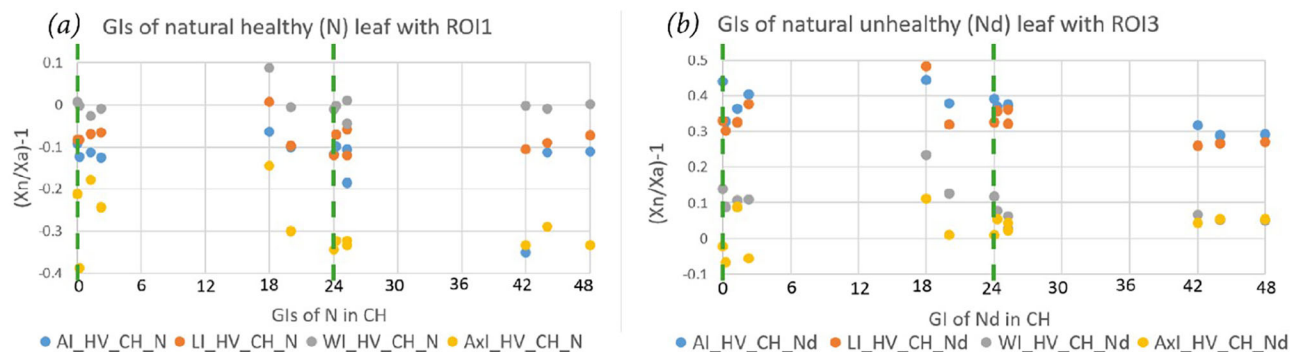 (a) GIs of natural healthy (N) leaf with ROI1
(Xn/Xa)-1
0.1
0
-0.1
-0.2
-0.3
-0.4
0 6 12 18 24 30 36 42 48
GIs of N in CH
AI_HV_CH_N LI_HV_CH_N WI_HV_CH_N AxI_HV_CH_N
(b) GIs of natural unhealthy (Nd) leaf with ROI3
(Xn/Xa)-1
0.5
0.4
0.3
0.2
0.1
0
-0.1
0 6 12 18 24 30 36 42 48
GI of Nd in CH
AI_HV_CH_Nd LI_HV_CH_Nd WI_HV_CH_Nd AxI_HV_CH_Nd